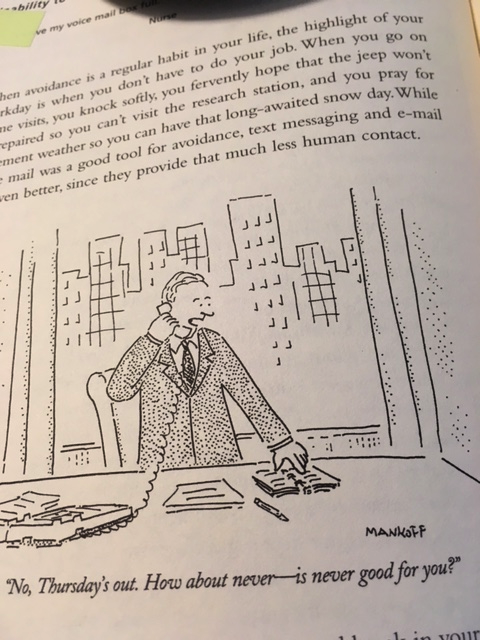 ve my voice mail box full.
Nurse
hen avoidance is a regular habit in your life, the highlight of your
rkday is when you don't have to do your job. When you go on
ne visits, you knock softly, you fervently hope that the jeep won't
repaired so you can't visit the research station, and you pray for
ement weather so you can have that long-awaited snow day. While
e mail was a good tool for avoidance, text messaging and e-mail
ven better, since they provide that much less human contact.
MANKOFF
"No, Thursday's out. How about never—is never good for you?"
in your